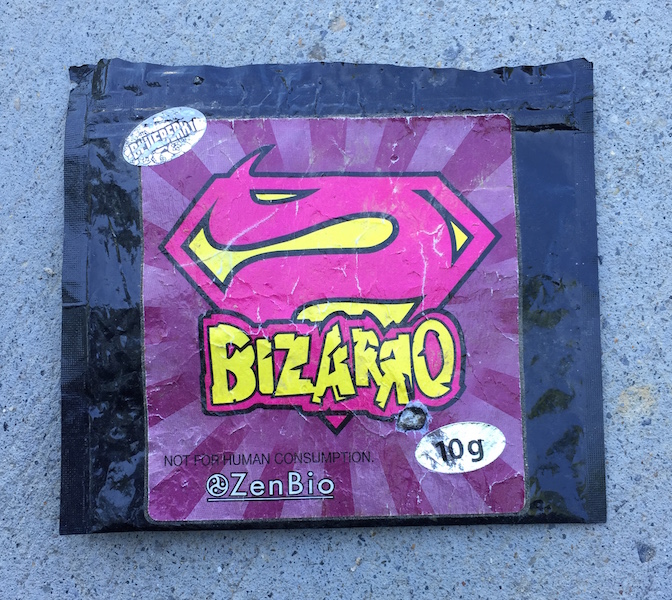 BLUEBERRY
BIZARRO
10g
NOT FOR HUMAN CONSUMPTION.
ZenBio